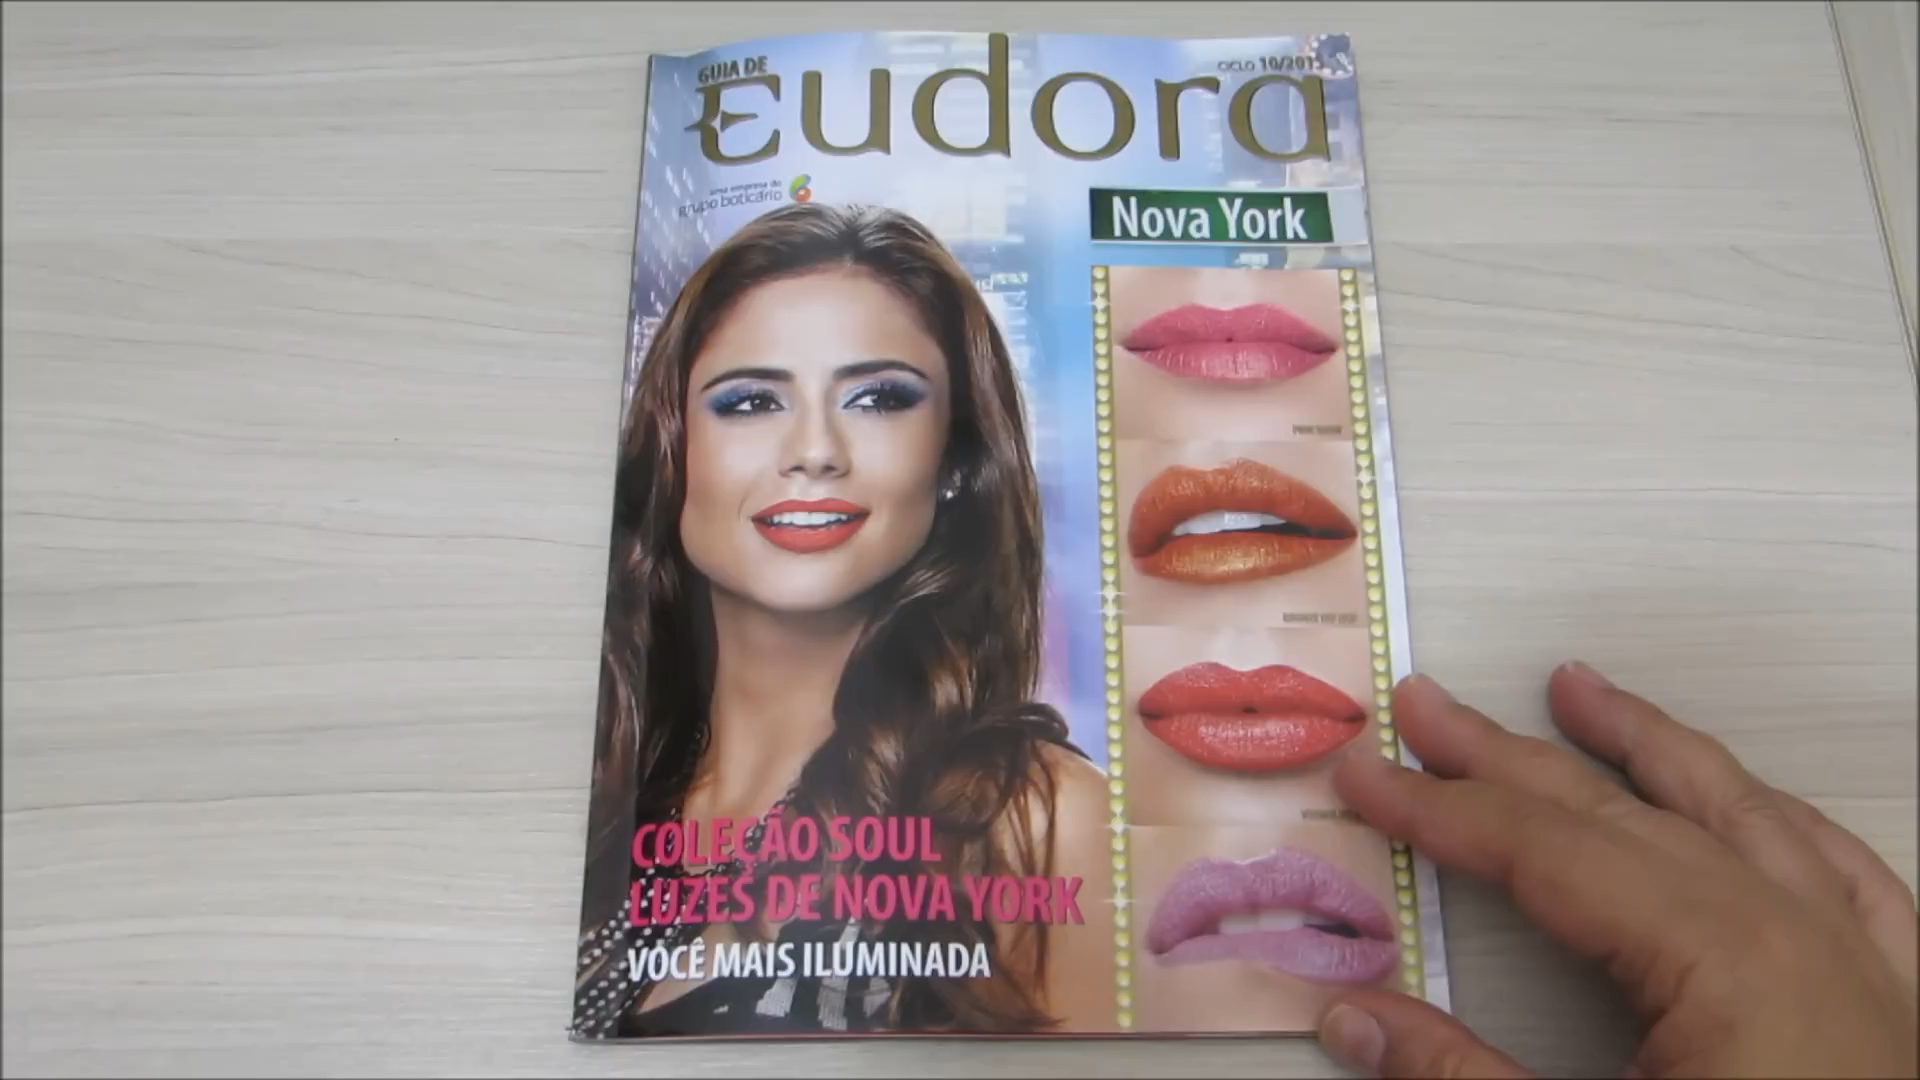 GUIA DE
CICLO 10/2015
Eudora
uma empresa do
grupo boticário
Nova York
COLEÇÃO SOUL
LUZES DE NOVA YORK
VOCÊ MAIS ILUMINADA